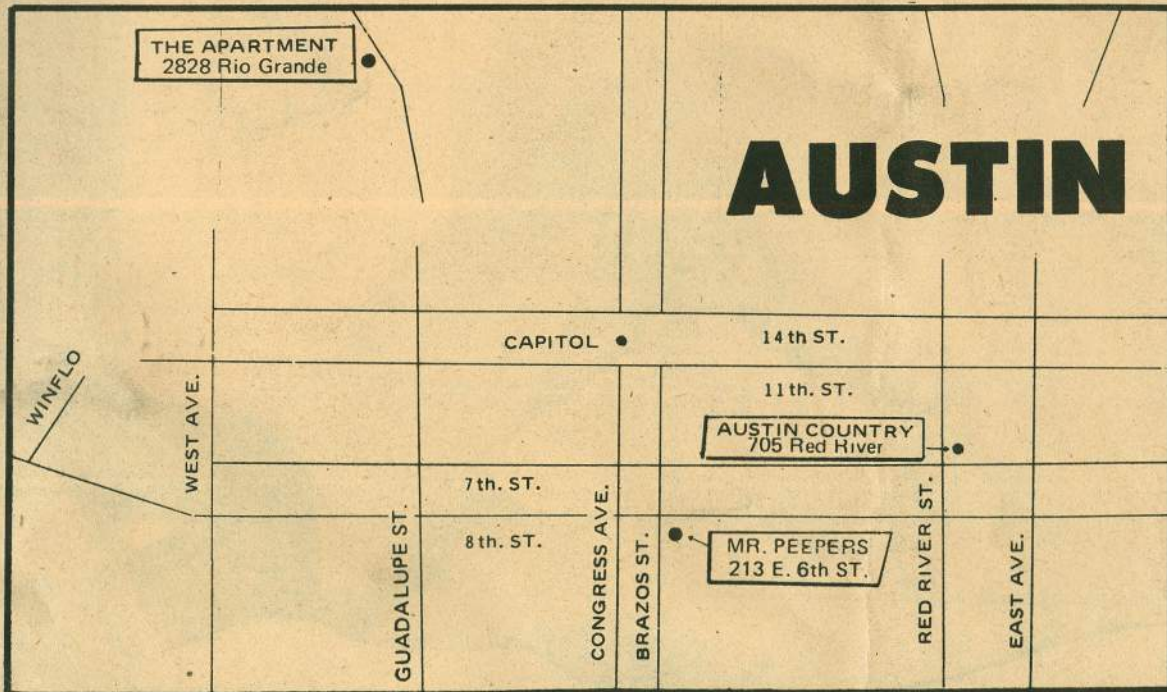 THE APARTMENT
2828 Rio Grande
AUSTIN
CAPITOL
14th ST.
WINFLO
WEST AVE.
11th. ST.
AUSTIN COUNTRY
705 Red River
7th. ST.
GUADALUPE ST.
8th. ST.
CONGRESS AVE.
BRAZOS ST.
MR. PEEPERS
213 E. 6th ST.
RED RIVER ST.
EAST AVE.